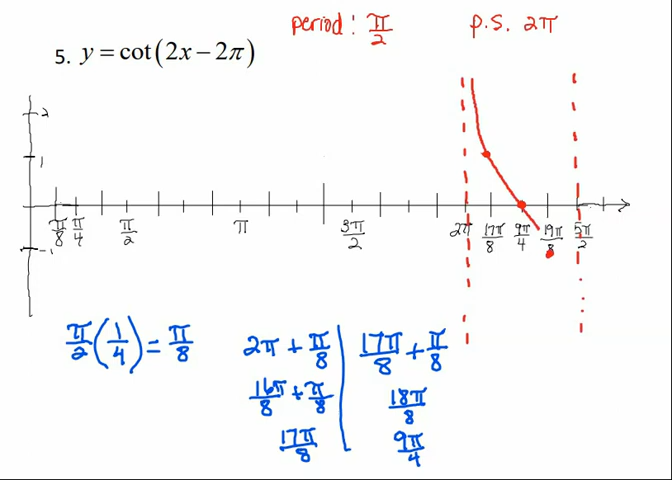 period: π/2 p.s. 2π
5. y = cot(2x − 2π)
2
1
π/8 π/4 π/2 π 3π/2 2π 17π/8 9π/4 19π/8 5π/2
-1
π/2 (1/4) = π/8
2π + π/8 | 17π/8 + π/8
16π/8 + π/8 | 18π/8
17π/8 | 9π/4